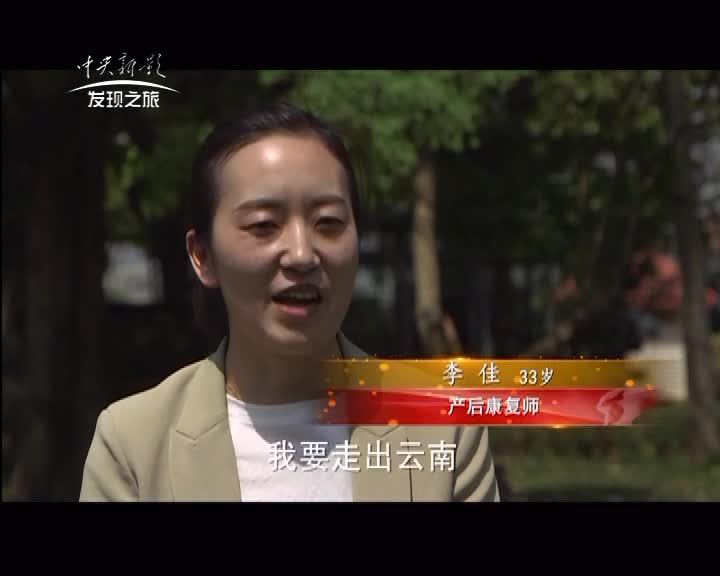 中央新影
发现之旅
李佳 33岁
产后康复师
我要走出云南